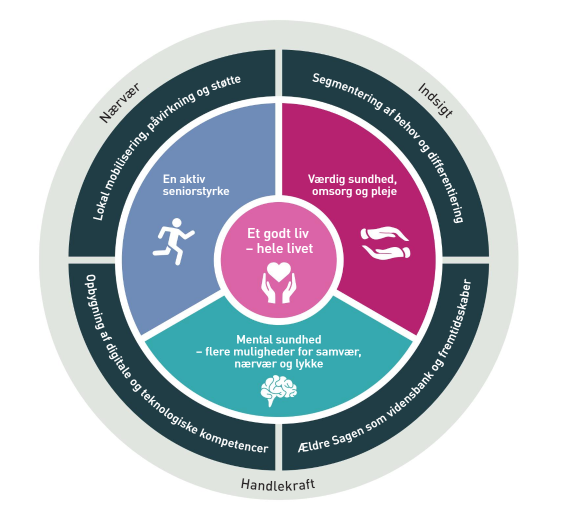 Nærvær
Indsigt
Lokal mobilisering, påvirkning og støtte
Segmentering af behov og differentiering
En aktiv
seniorstyrke
Værdig sundhed,
omsorg og pleje
Et godt liv
– hele livet
Mental sundhed
– flere muligheder for samvær,
nærvær og lykke
Opbygning af digitale og teknologiske kompetencer
Ældre Sagen som vidensbank og fremtidsskaber
Handlekraft